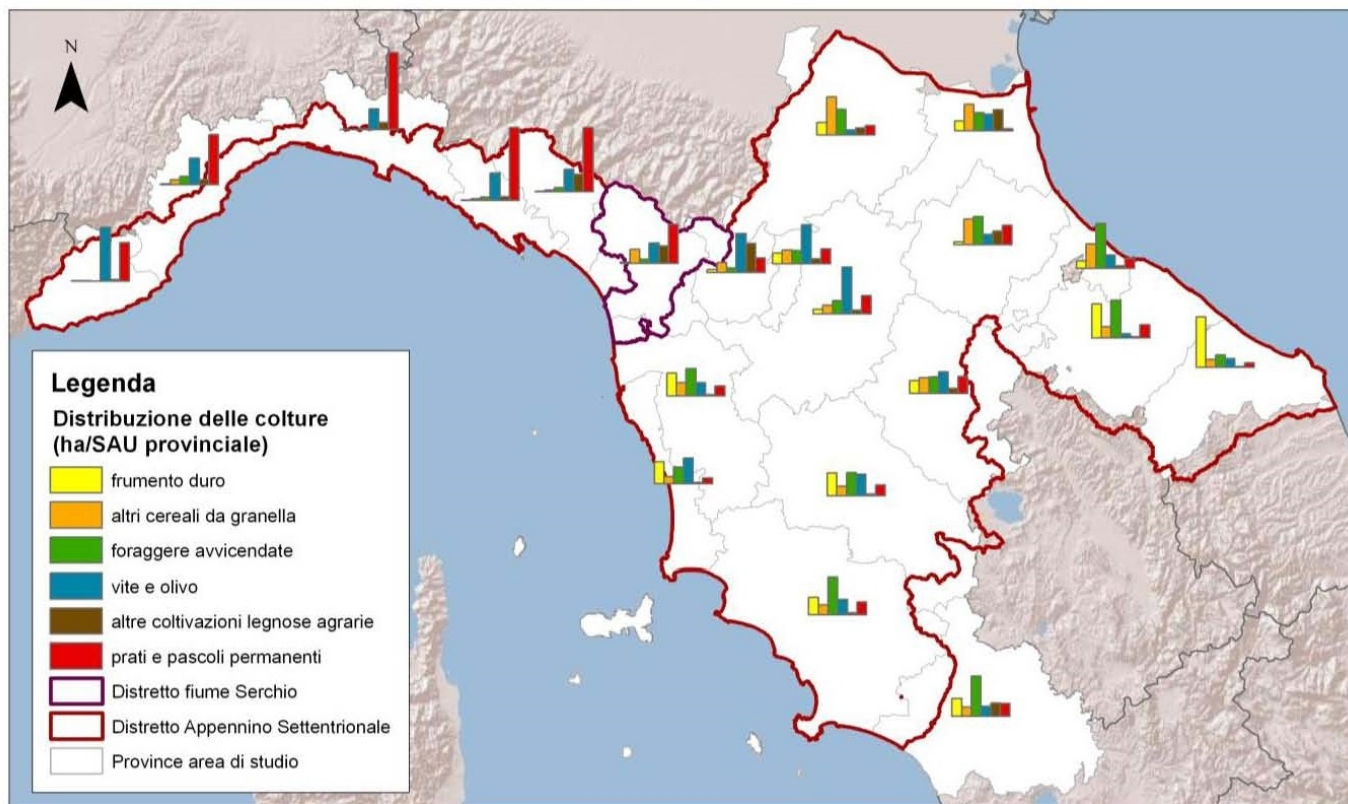 N
Legenda
Distribuzione delle colture
(ha/SAU provinciale)
frumento duro
altri cereali da granella
foraggere avvicendate
vite e olivo
altre coltivazioni legnose agrarie
prati e pascoli permanenti
Distretto fiume Serchio
Distretto Appennino Settentrionale
Province area di studio